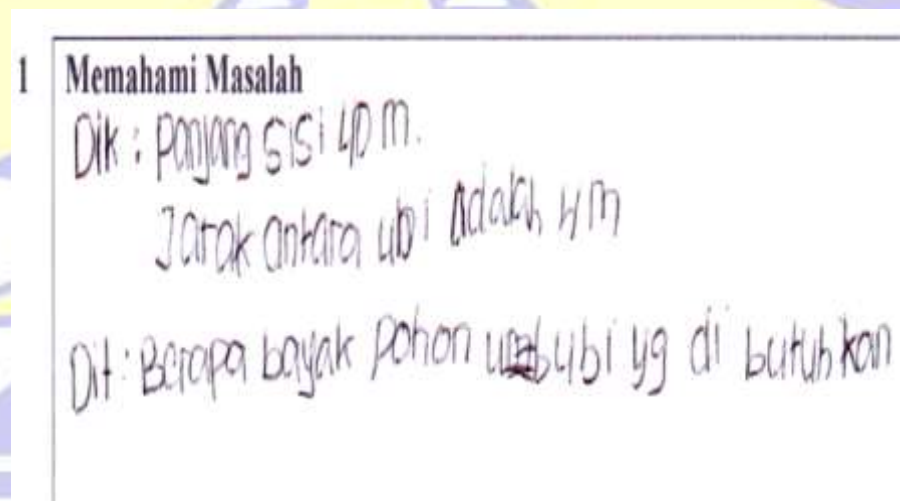 1 Memahami Masalah
Dik : Panjang sisi 40 m.
Jarak antara ubi Adalah 4 m
Dit : Berapa bayak Pohon ubi yg di butuhkan